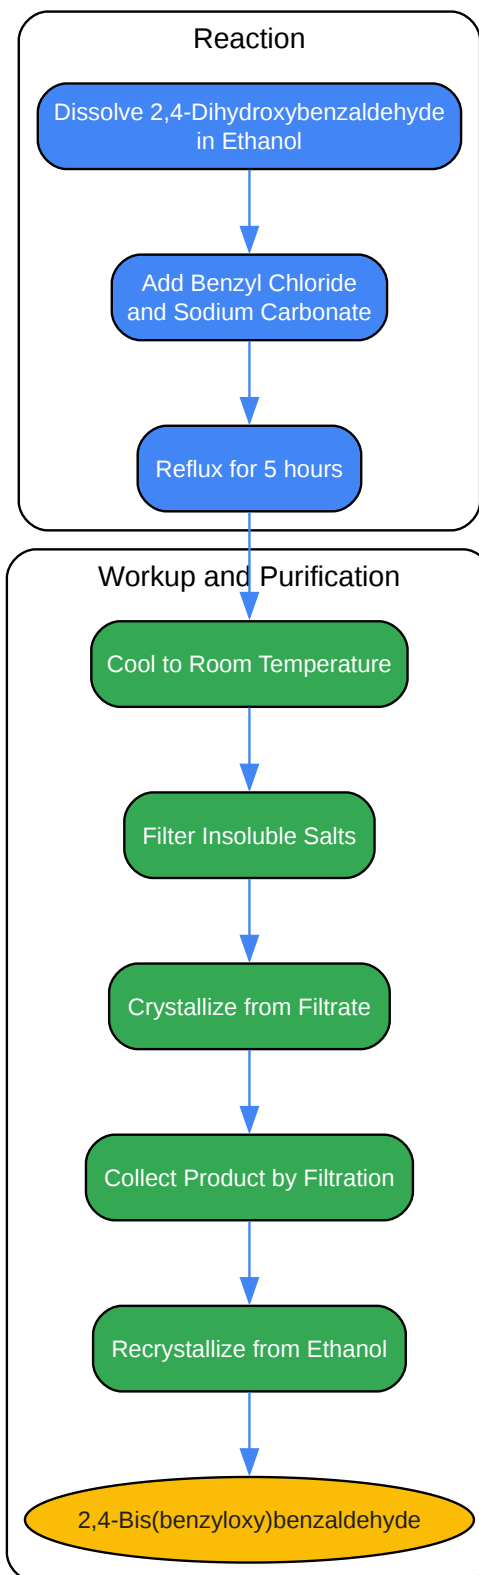 Reaction
Dissolve 2,4-Dihydroxybenzaldehyde
in Ethanol
Add Benzyl Chloride
and Sodium Carbonate
Reflux for 5 hours
Workup and Purification
Cool to Room Temperature
Filter Insoluble Salts
Crystallize from Filtrate
Collect Product by Filtration
Recrystallize from Ethanol
2,4-Bis(benzyloxy)benzaldehyde